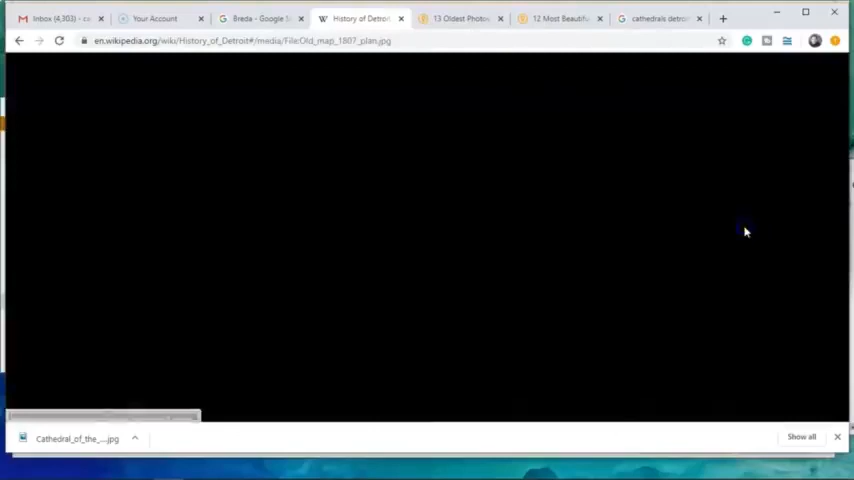 Inbox (4,303) - ca
Your Account
Breda - Google S
History of Detroit
13 Oldest Photos
12 Most Beautiful
cathedrals detroit
en.wikipedia.org/wiki/History_of_Detroit#/media/File:Old_map_1807_plan.jpg
Cathedral_of_the_....jpg
Show all